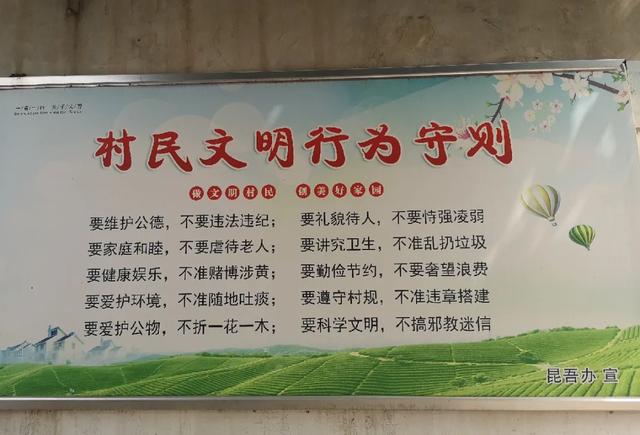 村民文明行为守则
做文明村民 创美好家园
要维护公德，不要违法违纪； 要礼貌待人，不要恃强凌弱
要家庭和睦，不要虐待老人； 要讲究卫生，不准乱扔垃圾
要健康娱乐，不准赌博涉黄； 要勤俭节约，不要奢望浪费
要爱护环境，不准随地吐痰； 要遵守村规，不准违章搭建
要爱护公物，不折一花一木； 要科学文明，不搞邪教迷信
昆吾办 宣